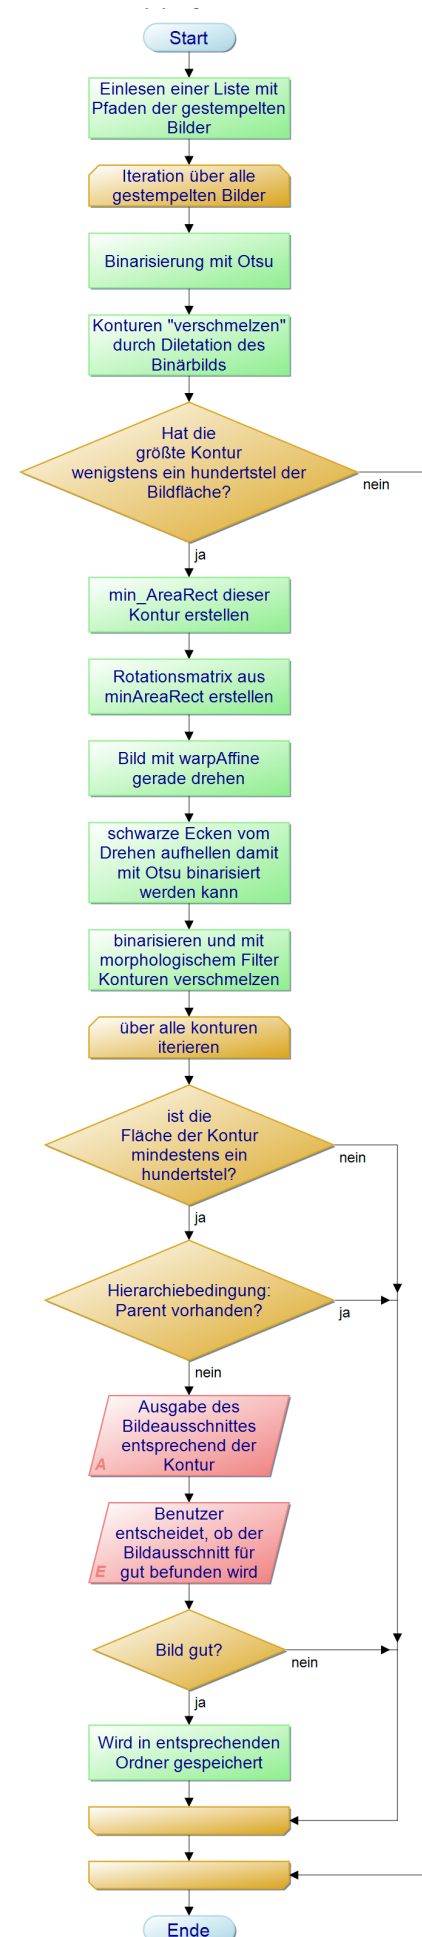 Start
Einlesen einer Liste mit
Pfaden der gestempelten
Bilder
Iteration über alle
gestempelten Bilder
Binarisierung mit Otsu
Konturen "verschmelzen"
durch Diletation des
Binärbilds
Hat die
größte Kontur
wenigstens ein hundertstel der
Bildfläche?
nein
ja
min_AreaRect dieser
Kontur erstellen
Rotationsmatrix aus
minAreaRect erstellen
Bild mit warpAffine
gerade drehen
schwarze Ecken vom
Drehen aufhellen damit
mit Otsu binarisiert
werden kann
binarisieren und mit
morphologischem Filter
Konturen verschmelzen
über alle konturen
iterieren
ist die
Fläche der Kontur
mindestens ein
hundertstel?
nein
ja
Hierarchiebedingung:
Parent vorhanden?
ja
nein
Ausgabe des
Bildeausschnittes
entsprechend der
Kontur
A
Benutzer
entscheidet, ob der
Bildausschnitt für
gut befunden wird
E
Bild gut?
nein
ja
Wird in entsprechenden
Ordner gespeichert
Ende